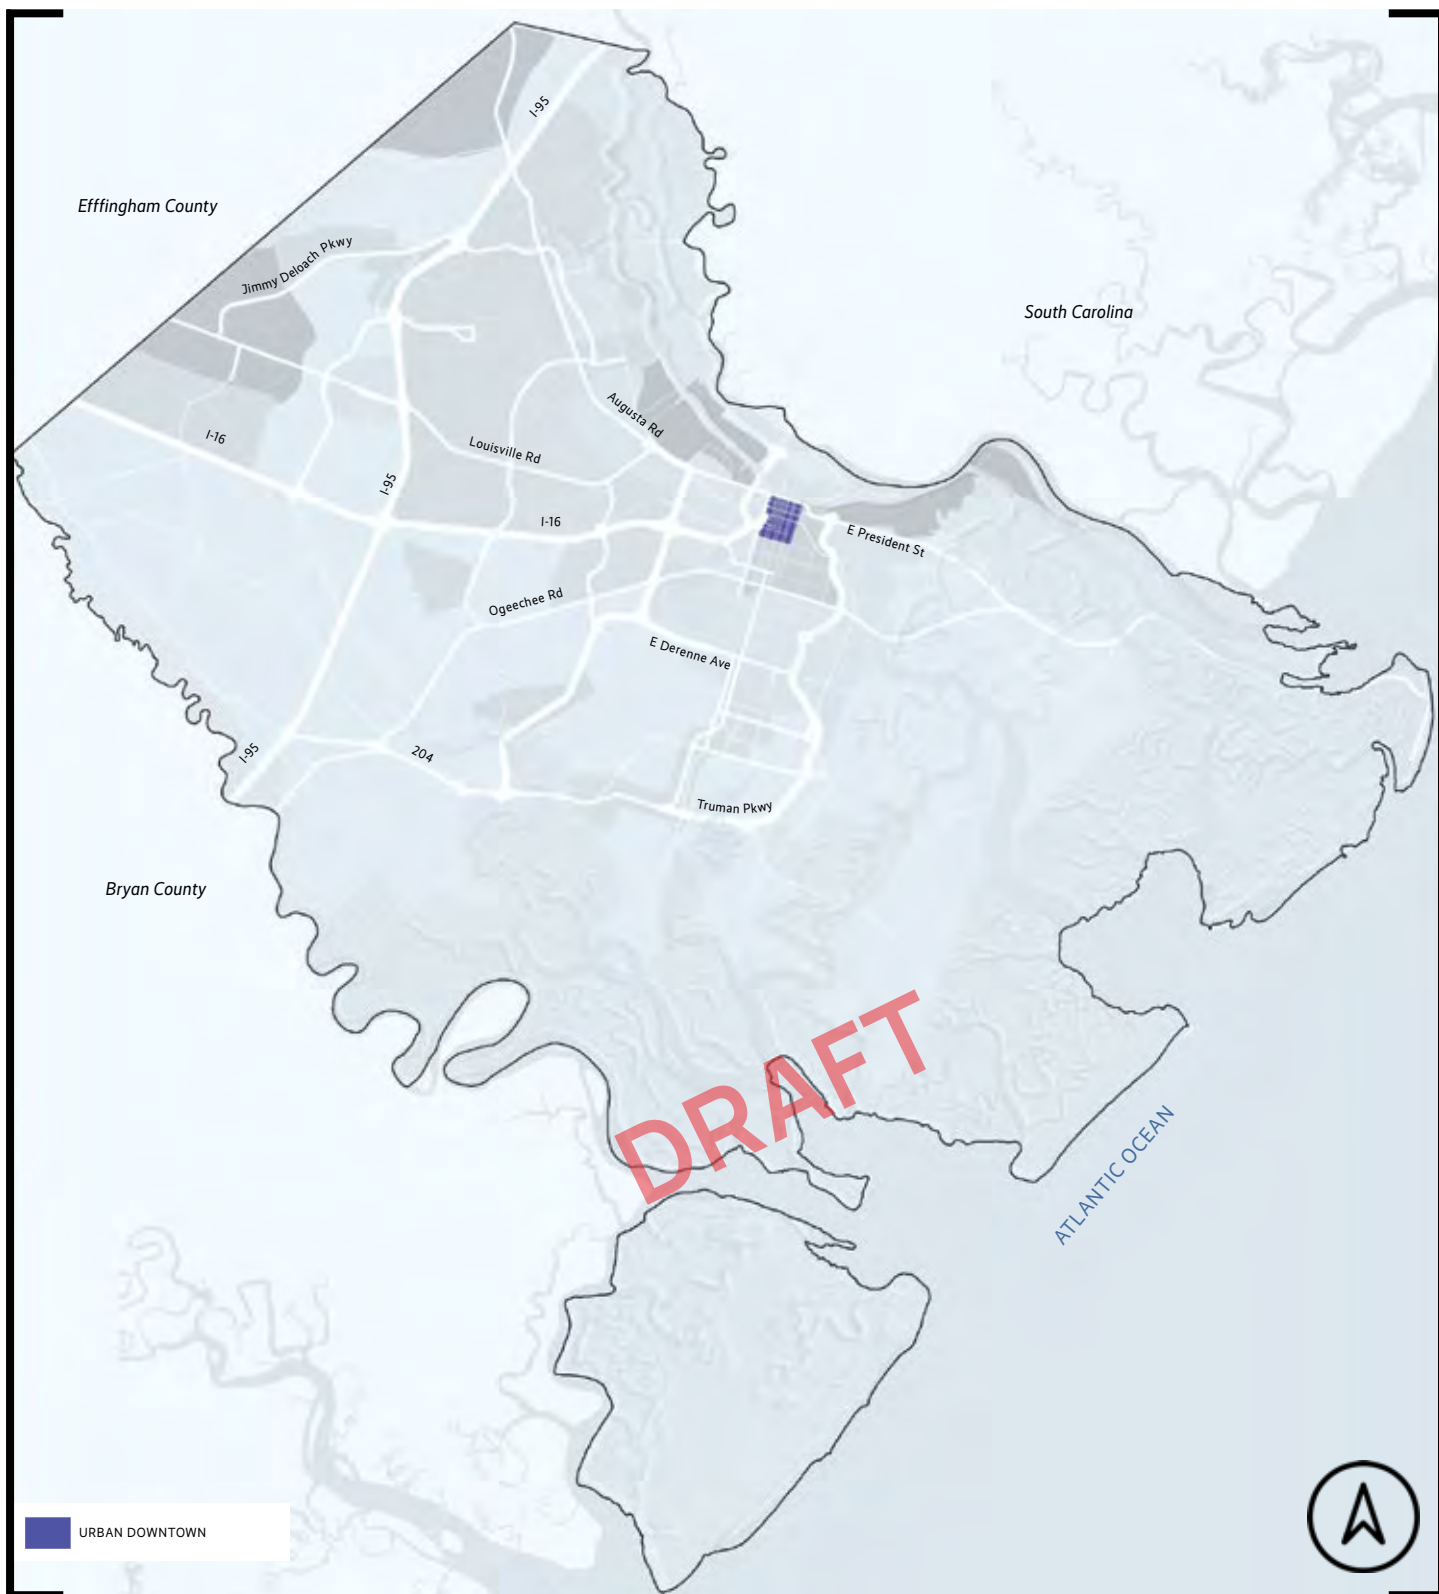 I-95
Efffingham County
Jimmy Deloach Pkwy
South Carolina
Augusta Rd
I-16
Louisville Rd
I-95
I-16
E President St
Ogeechee Rd
E Derenne Ave
I-95
204
Truman Pkwy
Bryan County
DRAFT
ATLANTIC OCEAN
URBAN DOWNTOWN